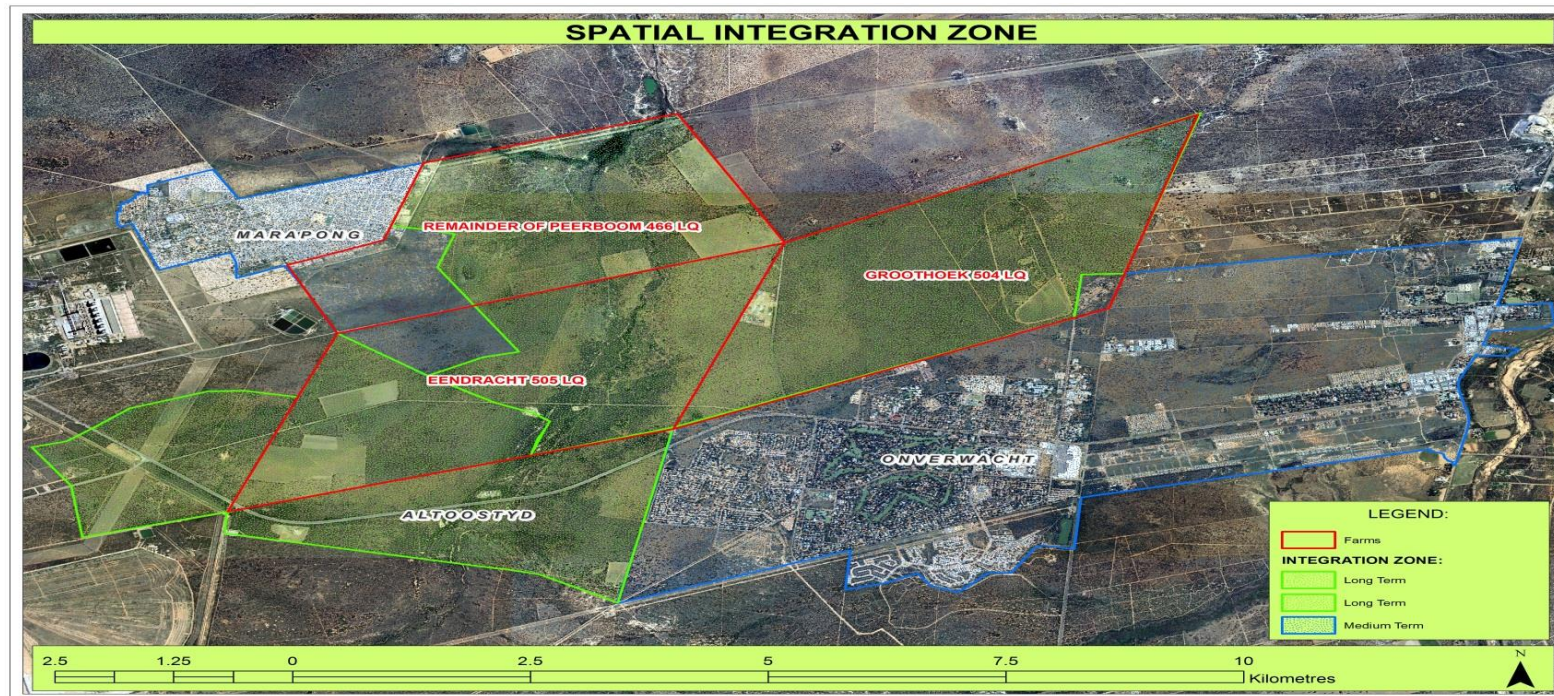 SPATIAL INTEGRATION ZONE
MARAPONG
REMAINDER OF PEERBOOM 466 LQ
GROOTHOEK 504 LQ
EENDRACHT 505 LQ
ONVERWACHT
ALTOOSTYD
LEGEND:
Farms
INTEGRATION ZONE:
Long Term
Long Term
Medium Term
2.5 1.25 0 2.5 5 7.5 10
Kilometres
N